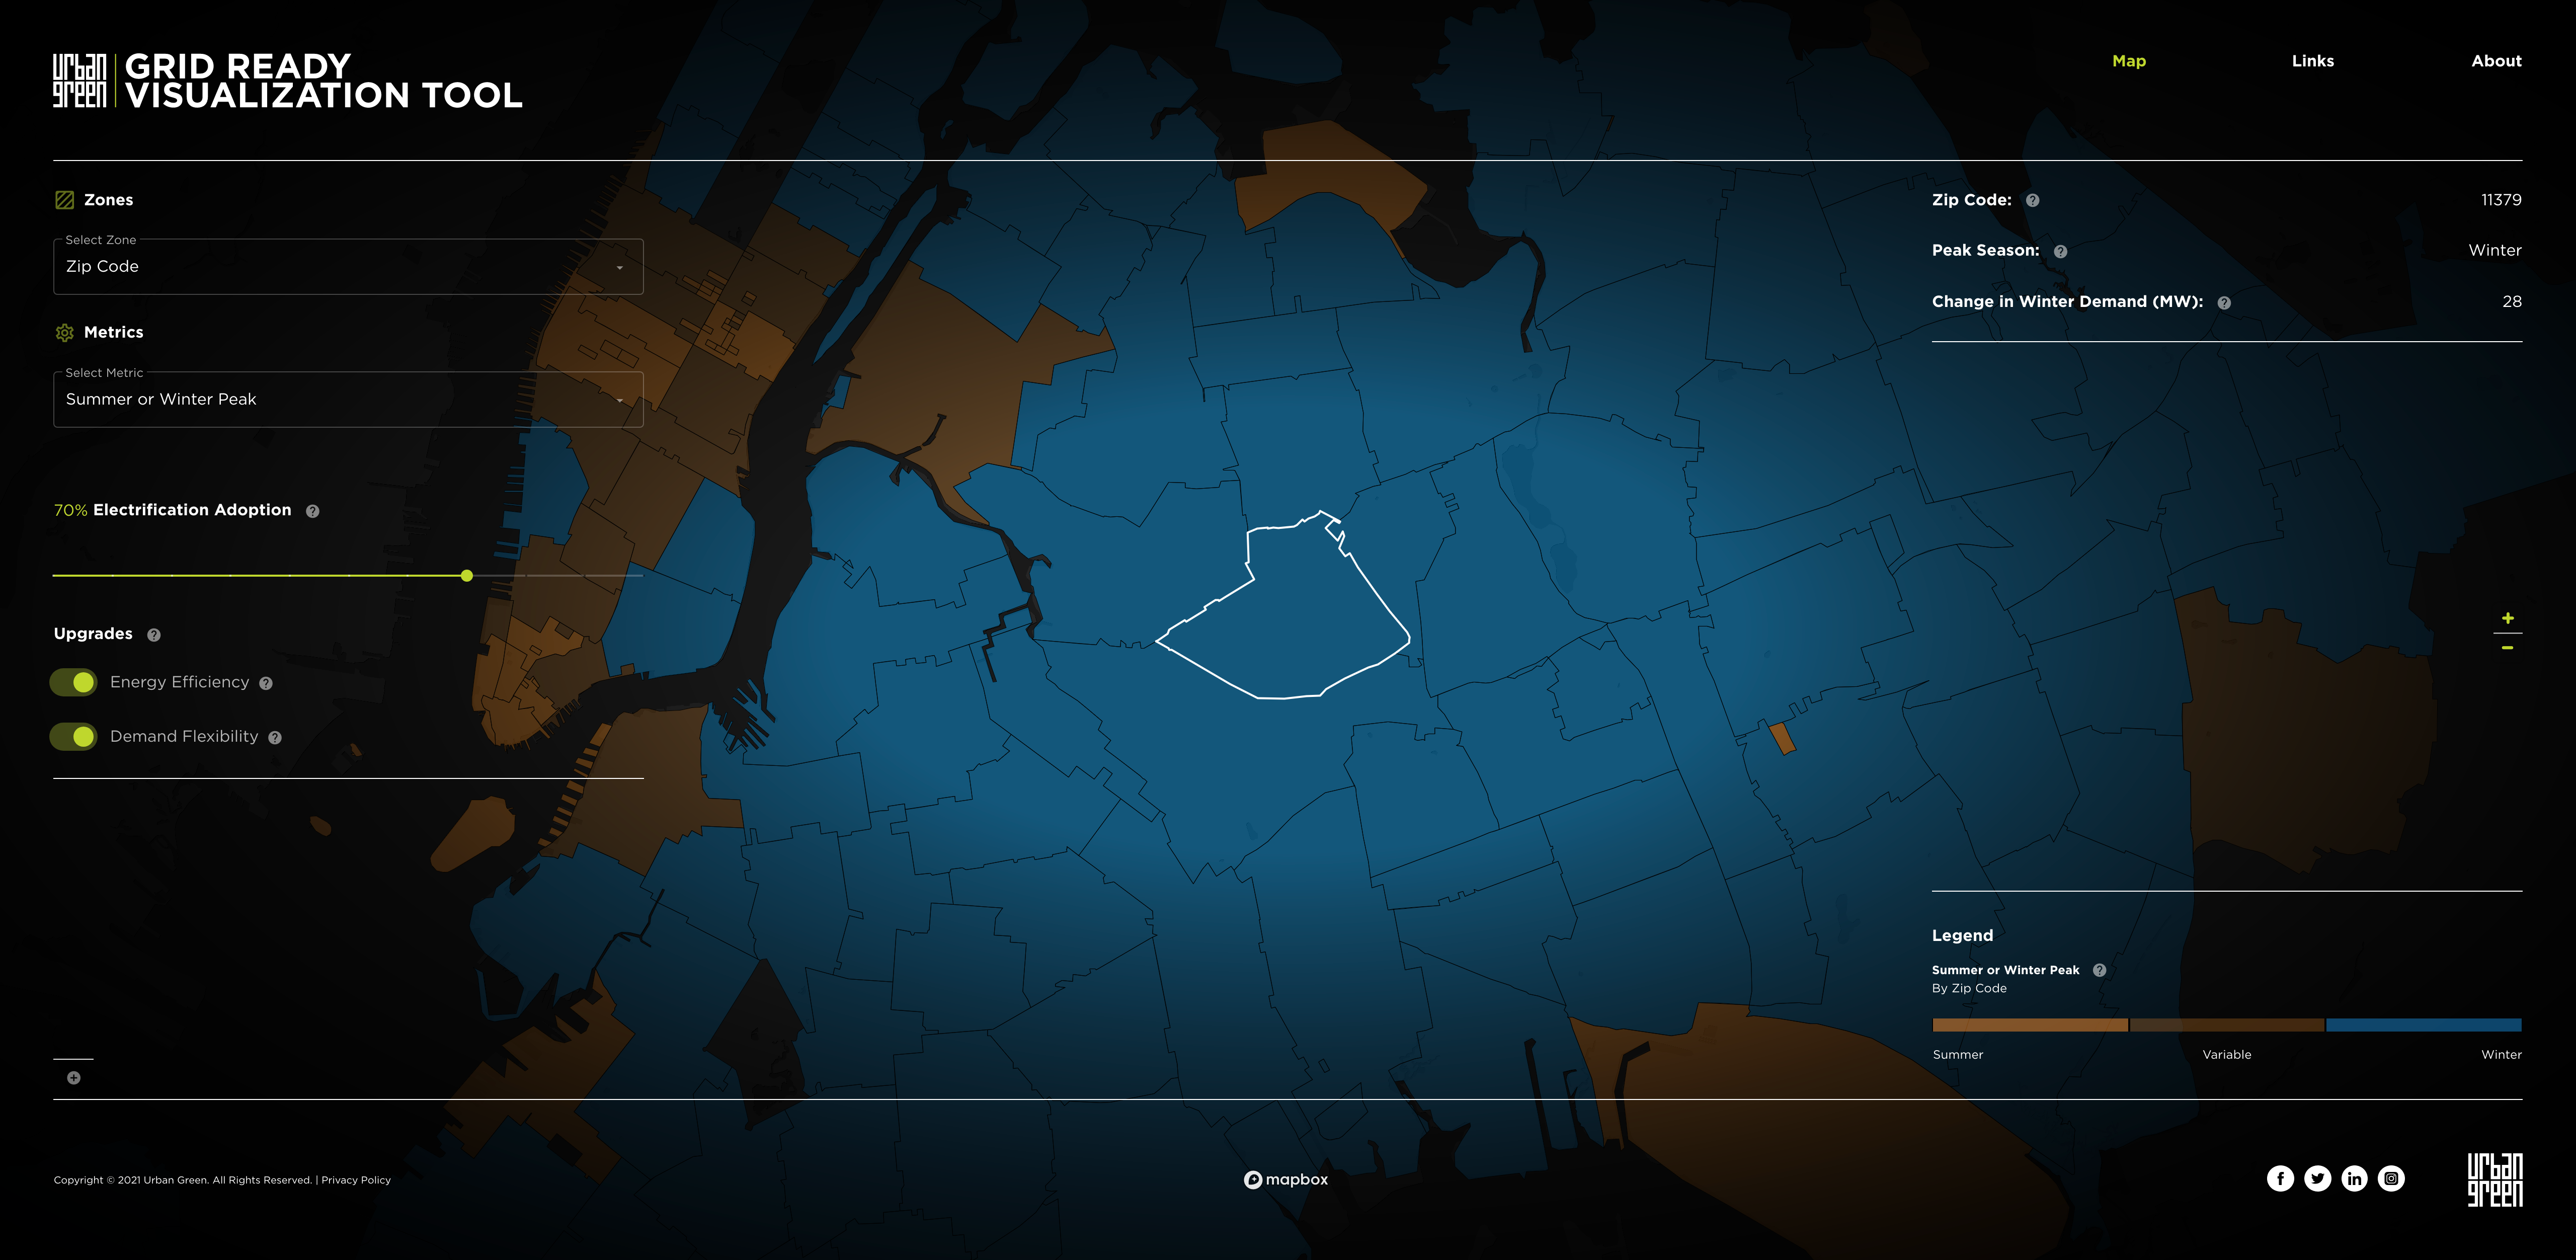 urban
green
GRID READY
VISUALIZATION TOOL
Map
Links
About
Zones
Select Zone
Zip Code
Metrics
Select Metric
Summer or Winter Peak
70% Electrification Adoption ?
Upgrades ?
Energy Efficiency ?
Demand Flexibility ?
Zip Code: ? 11379
Peak Season: ? Winter
Change in Winter Demand (MW): ? 28
+
−
Legend
Summer or Winter Peak ?
By Zip Code
Summer Variable Winter
Copyright © 2021 Urban Green. All Rights Reserved. | Privacy Policy
mapbox
f in
urban
green